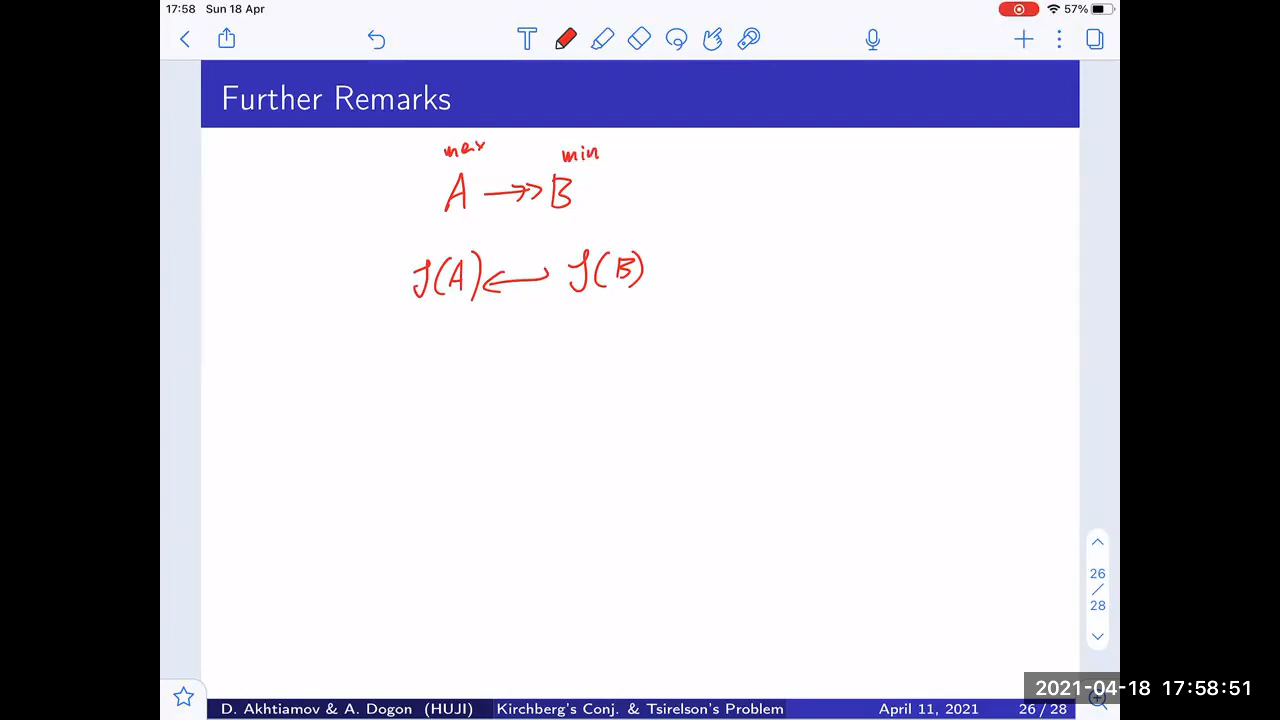 17:58 Sun 18 Apr 57%
Further Remarks
max min
A ↠ B
S(A) ↩ S(B)
26
/
28
2021-04-18 17:58:51
D. Akhtiamov & A. Dogon (HUJI) Kirchberg's Conj. & Tsirelson's Problem April 11, 2021 26 / 28